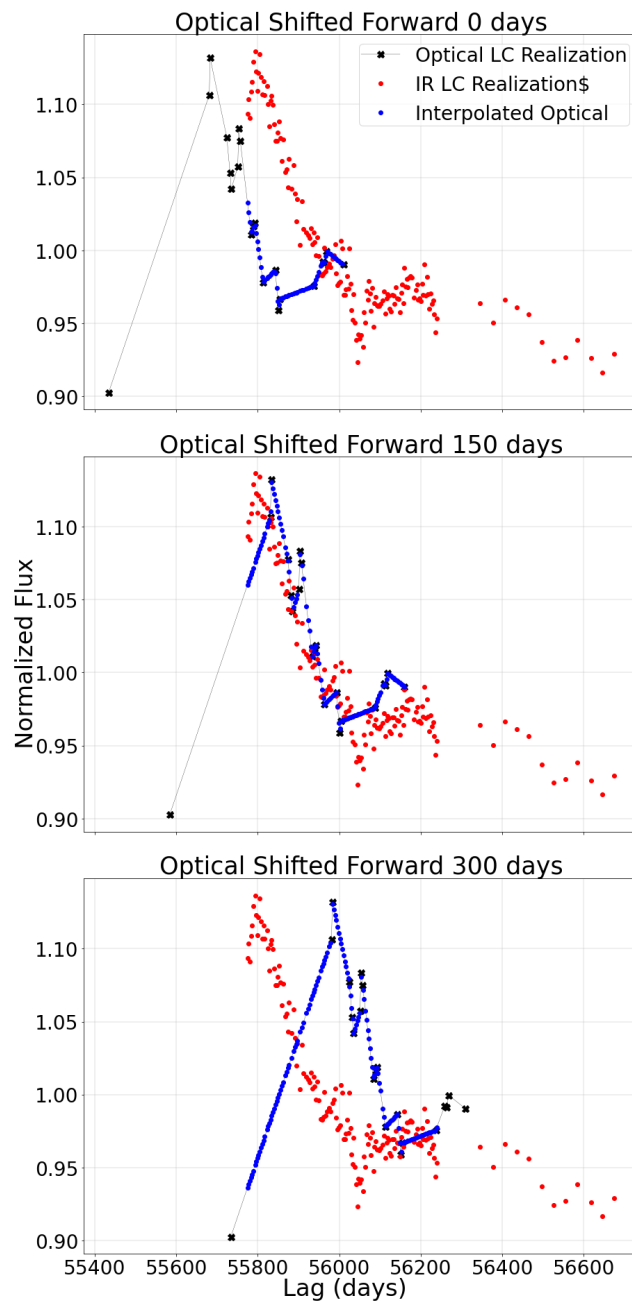 Optical Shifted Forward 0 days
Optical LC Realization
IR LC Realization$
Interpolated Optical
1.10
1.05
1.00
0.95
0.90
Optical Shifted Forward 150 days
Normalized Flux
1.10
1.05
1.00
0.95
0.90
Optical Shifted Forward 300 days
1.10
1.05
1.00
0.95
0.90
55400 55600 55800 56000 56200 56400 56600
Lag (days)